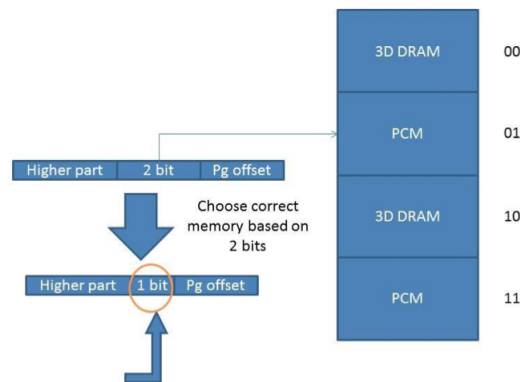 3D DRAM 00
PCM 01
Higher part 2 bit Pg offset
Choose correct
memory based on
2 bits
3D DRAM 10
Higher part 1 bit Pg offset
PCM 11